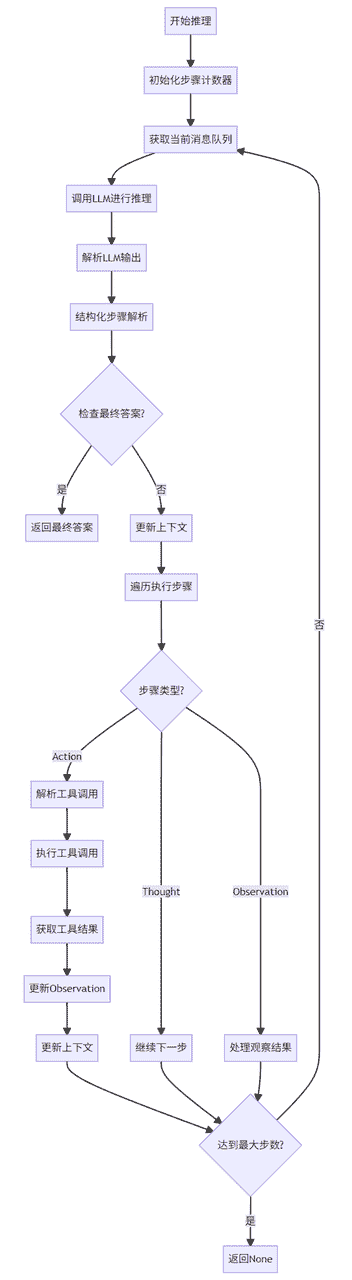 开始推理
初始化步骤计数器
获取当前消息队列
调用LLM进行推理
解析LLM输出
结构化步骤解析
检查最终答案?
是
否
返回最终答案
更新上下文
遍历执行步骤
否
步骤类型?
Action
解析工具调用
执行工具调用
Thought
Observation
获取工具结果
更新Observation
更新上下文
继续下一步
处理观察结果
达到最大步数?
是
返回None